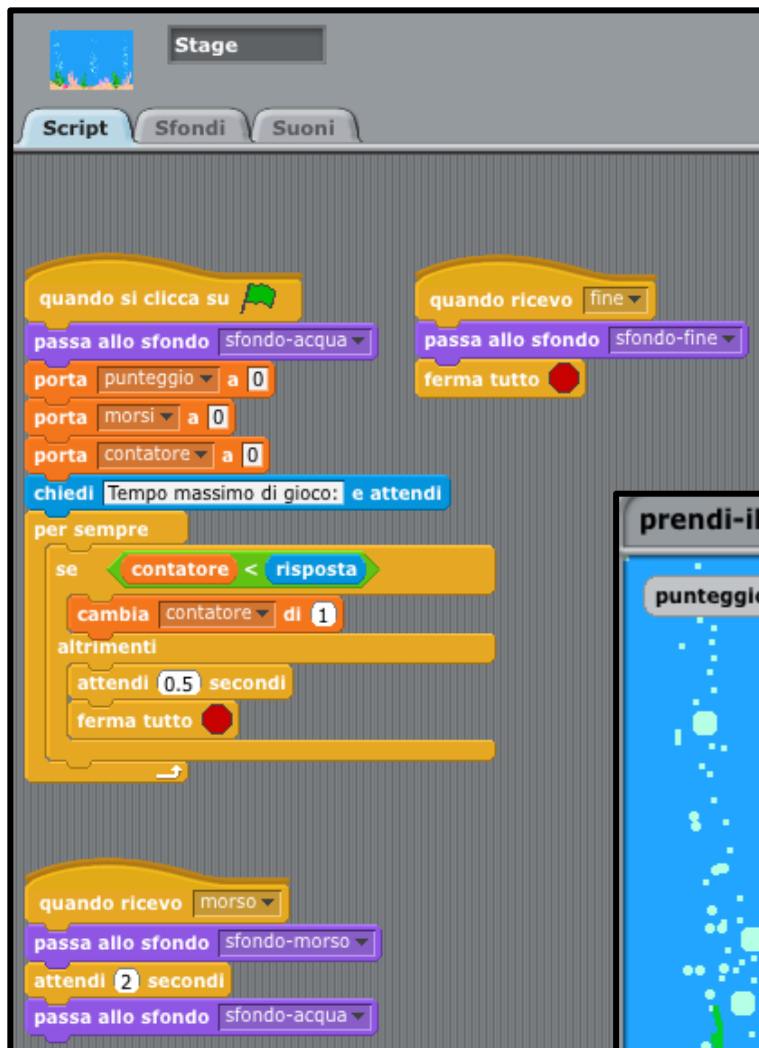 Stage
Script Sfondi Suoni
quando si clicca su
passa allo sfondo sfondo-acqua
porta punteggio a 0
porta morsi a 0
porta contatore a 0
chiedi Tempo massimo di gioco: e attendi
per sempre
se contatore < risposta
cambia contatore di 1
altrimenti
attendi 0.5 secondi
ferma tutto
quando ricevo fine
passa allo sfondo sfondo-fine
ferma tutto
quando ricevo morso
passa allo sfondo sfondo-morso
attendi 2 secondi
passa allo sfondo sfondo-acqua
prendi-il
punteggio